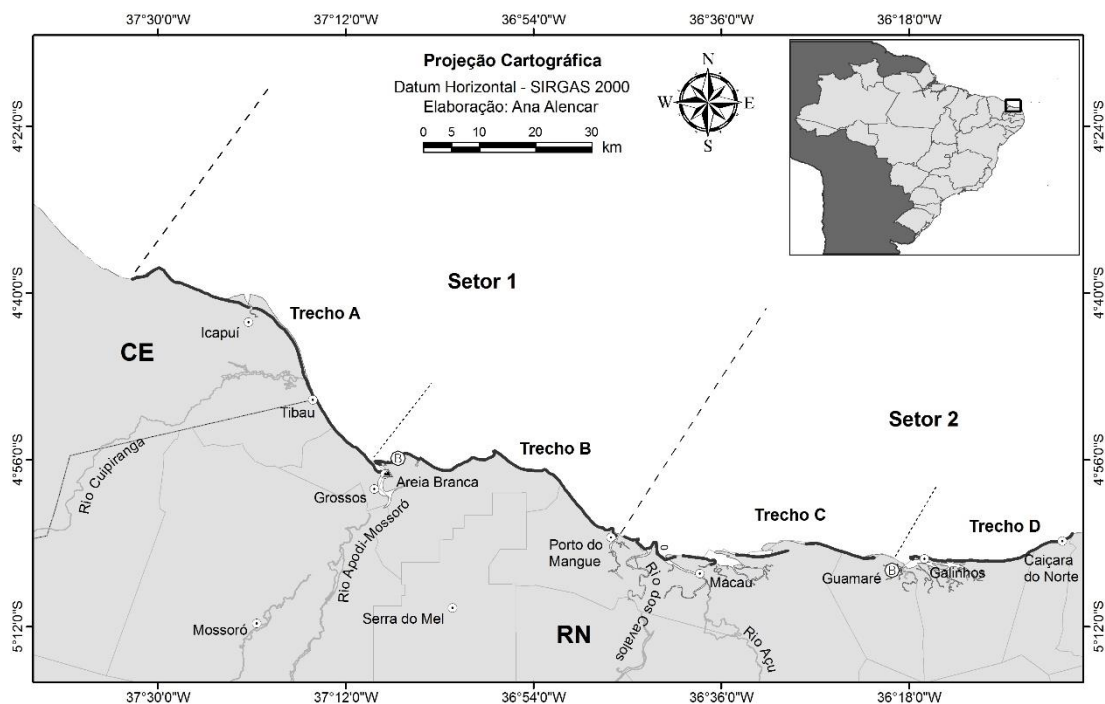 37°30'0"W 37°12'0"W 36°54'0"W 36°36'0"W 36°18'0"W
Projeção Cartográfica
Datum Horizontal - SIRGAS 2000
Elaboração: Ana Alencar
0 5 10 20 30
km
N
W E
S
4°24'0"S 4°24'0"S
4°40'0"S 4°40'0"S
Setor 1
Trecho A
Icapuí
CE
Tibau
Setor 2
4°56'0"S 4°56'0"S
Rio Cuipiranga
B
Trecho B
Areia Branca
Grossos
Rio Apodi-Mossoró
Trecho C
Trecho D
Porto do
Mangue
Macau
Guamaré
B
Galinhos
Caiçara
do Norte
Rio dos Cavalos
Rio Açu
Serra do Mel
Mossoró
RN
5°12'0"S 5°12'0"S
37°30'0"W 37°12'0"W 36°54'0"W 36°36'0"W 36°18'0"W